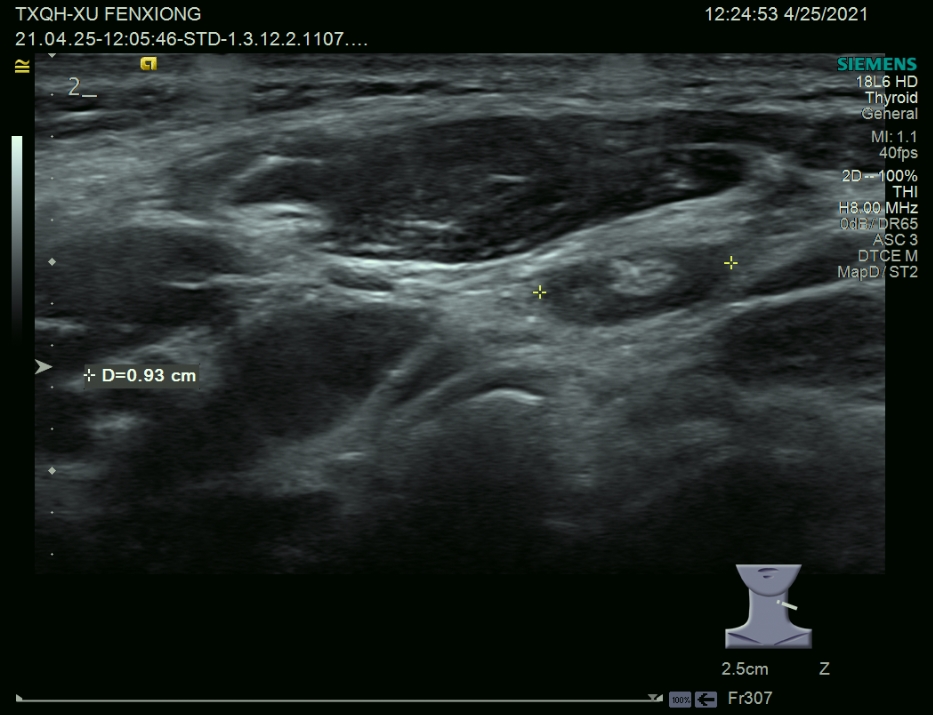 TXQH-XU FENXIONG
12:24:53 4/25/2021
21.04.25-12:05:46-STD-1.3.12.2.1107....
2_
SIEMENS
18L6 HD
Thyroid
General
MI: 1.1
40fps
2D--100%
THI
H8.00 MHz
0dB/DR65
ASC 3
DTCE M
MapD/ST2
D=0.93 cm
2.5cm
Z
100%
Fr307